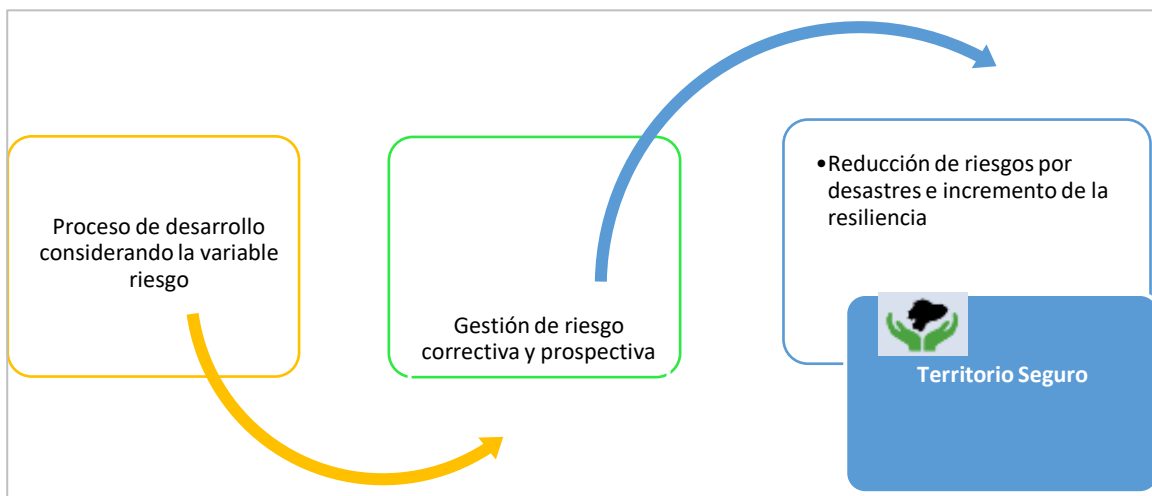 Proceso de desarrollo
considerando la variable
riesgo
Gestión de riesgo
correctiva y prospectiva
•Reducción de riesgos por
desastres e incremento de la
resiliencia
Territorio Seguro